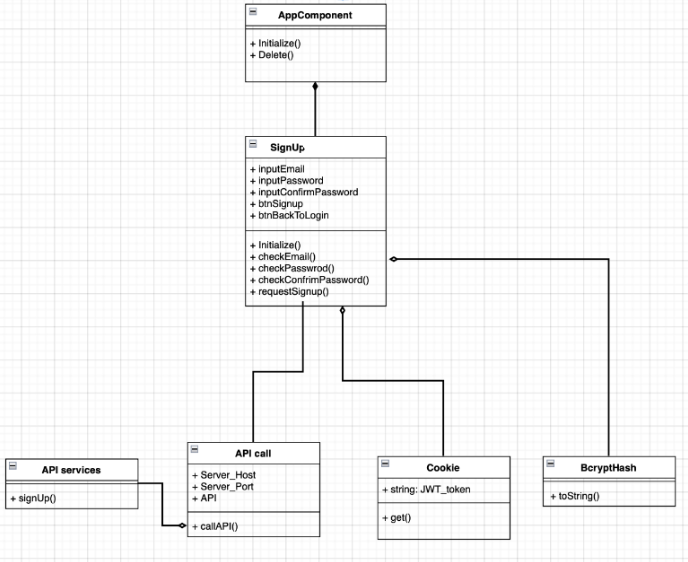 AppComponent
+ Initialize()
+ Delete()
SignUp
+ inputEmail
+ inputPassword
+ inputConfirmPassword
+ btnSignup
+ btnBackToLogin
+ Initialize()
+ checkEmail()
+ checkPasswrod()
+ checkConfrimPassword()
+ requestSignup()
API services
+ signUp()
API call
+ Server_Host
+ Server_Port
+ API
+ callAPI()
Cookie
+ string: JWT_token
+ get()
BcryptHash
+ toString()